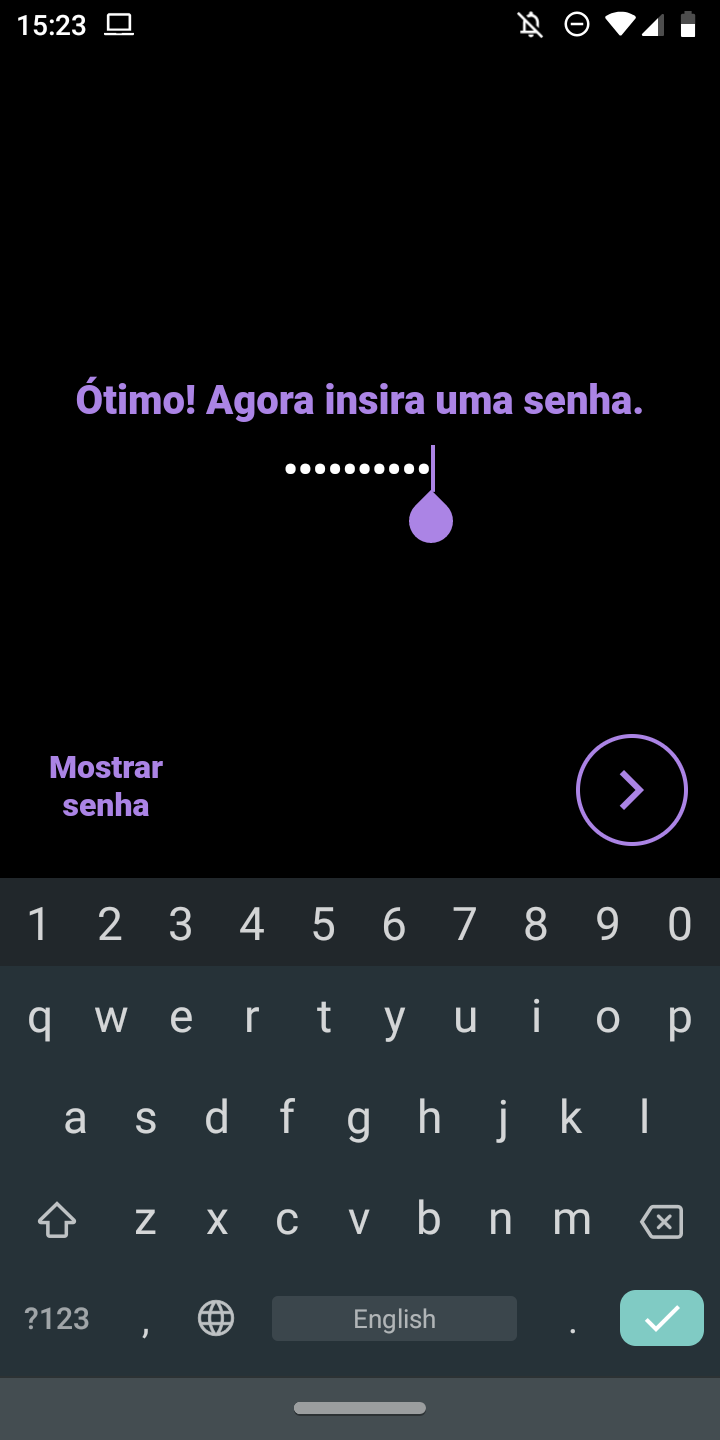 15:23
Ótimo! Agora insira uma senha.
••••••••••
Mostrar
senha
1 2 3 4 5 6 7 8 9 0
q w e r t y u i o p
a s d f g h j k l
z x c v b n m
?123 , English .